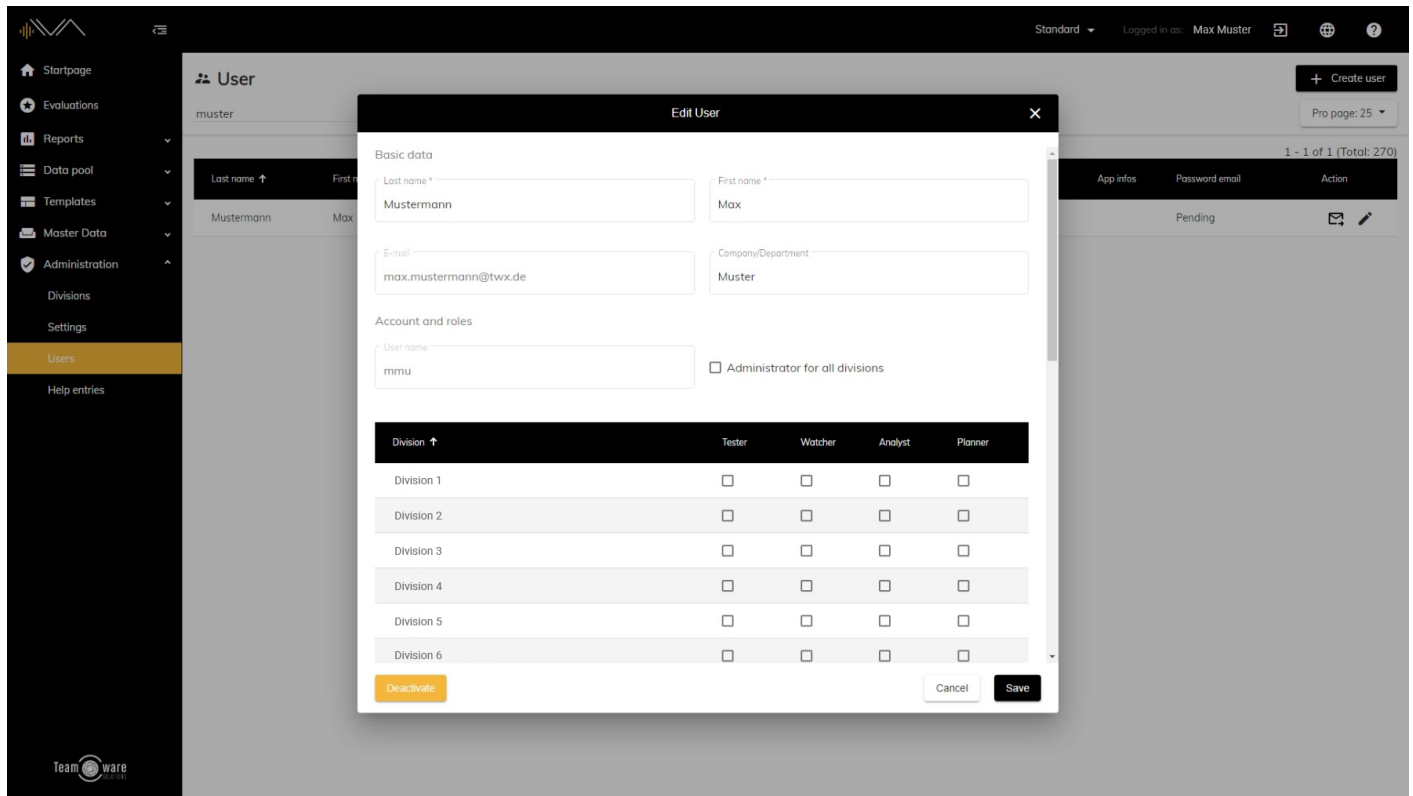 Standard Logged in as: Max Muster
Startpage
Evaluations
Reports
Data pool
Templates
Master Data
Administration
Divisions
Settings
Users
Help entries
Team ware
User
+ Create user
muster
Pro page: 25
1 - 1 of 1 (Total: 270)
Last name First n App infos Password email Action
Mustermann Max Pending
Edit User
Basic data
Last name * First name *
Mustermann Max
E-mail Company/Department
max.mustermann@twx.de Muster
Account and roles
User name
mmu Administrator for all divisions
Division Tester Watcher Analyst Planner
Division 1
Division 2
Division 3
Division 4
Division 5
Division 6
Deactivate Cancel Save